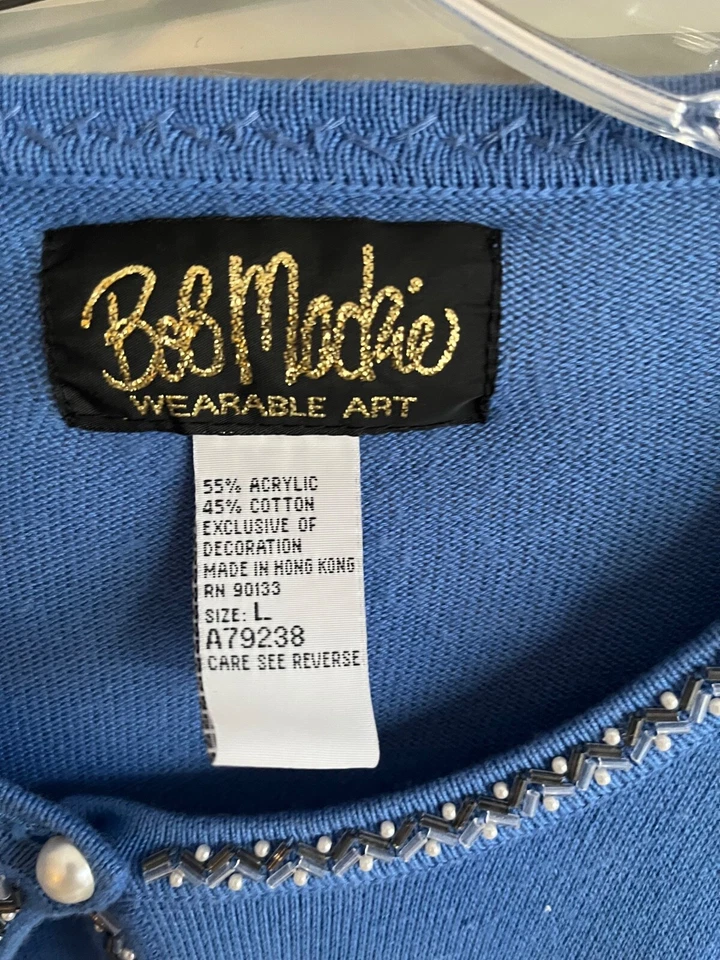 Bob Mackie
WEARABLE ART
55% ACRYLIC
45% COTTON
EXCLUSIVE OF
DECORATION
MADE IN HONG KONG
RN 90133
SIZE: L
A79238
CARE SEE REVERSE